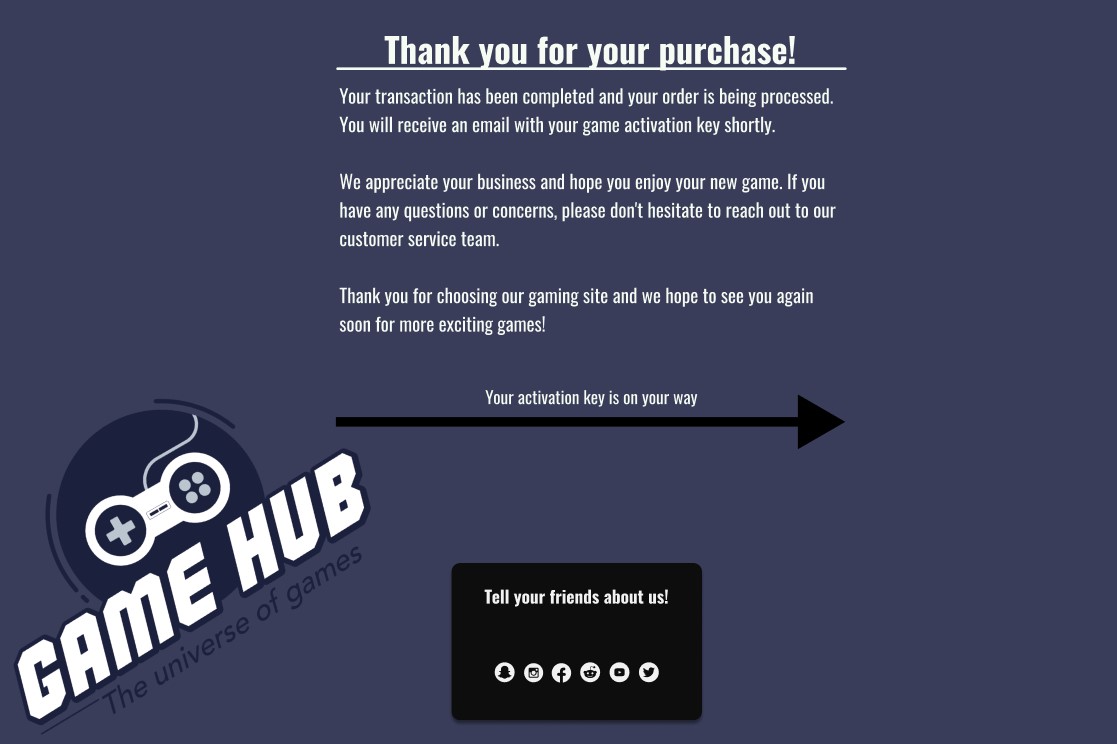 Thank you for your purchase!
Your transaction has been completed and your order is being processed.
You will receive an email with your game activation key shortly.
We appreciate your business and hope you enjoy your new game. If you
have any questions or concerns, please don't hesitate to reach out to our
customer service team.
Thank you for choosing our gaming site and we hope to see you again
soon for more exciting games!
Your activation key is on your way
GAME HUB
The universe of games
Tell your friends about us!